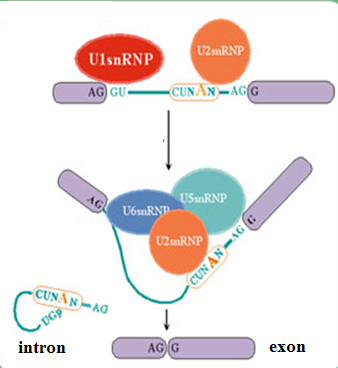 U1snRNP
U2snRNP
AG GU CUNAN AG G
U5snRNP
U6snRNP
U2snRNP
AG
CUNAN AG G
CUNAN AG
UGp
intron
AG G
exon